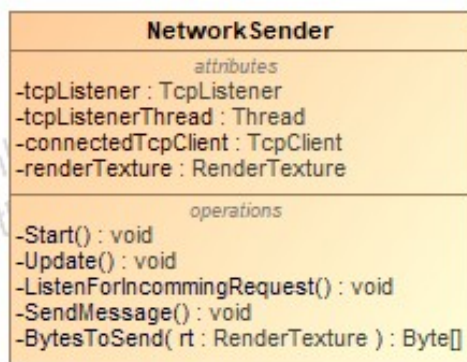 NetworkSender
attributes
-tcpListener : TcpListener
-tcpListenerThread : Thread
-connectedTcpClient : TcpClient
-renderTexture : RenderTexture
operations
-Start() : void
-Update() : void
-ListenForIncommingRequest() : void
-SendMessage() : void
-BytesToSend( rt : RenderTexture ) : Byte[]